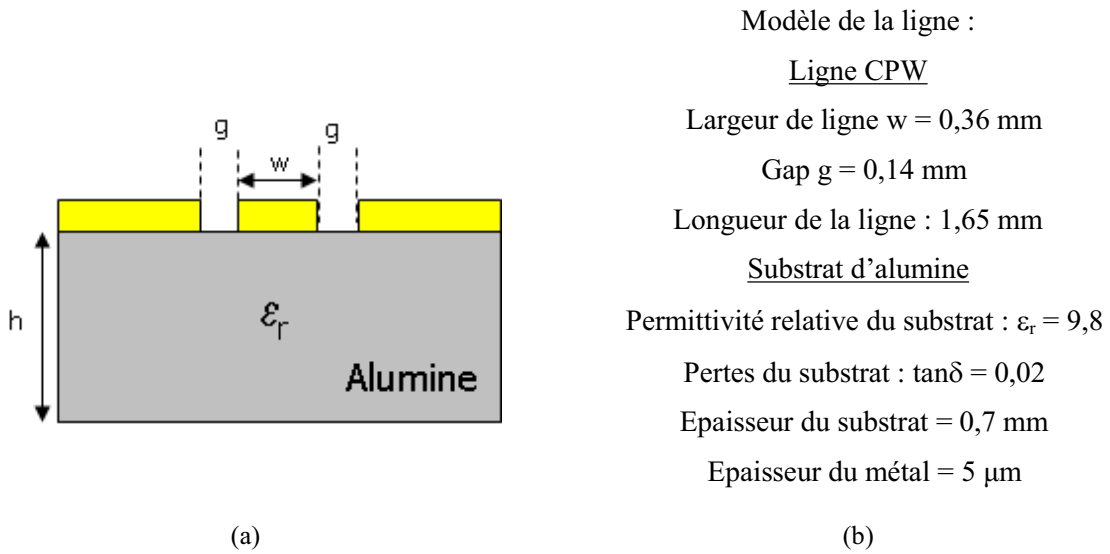 g g
w
h
εr
Alumine
(a)
Modèle de la ligne :
Ligne CPW
Largeur de ligne w = 0,36 mm
Gap g = 0,14 mm
Longueur de la ligne : 1,65 mm
Substrat d’alumine
Permittivité relative du substrat : εr = 9,8
Pertes du substrat : tanδ = 0,02
Epaisseur du substrat = 0,7 mm
Epaisseur du métal = 5 μm
(b)